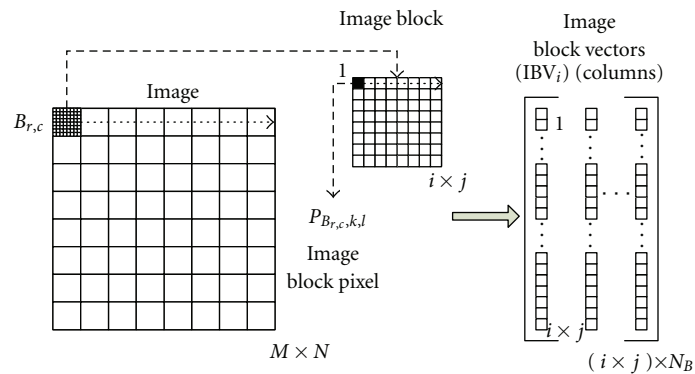 Image block
Image
block vectors
(IBV_i) (columns)
1
Image
B_{r,c}
1
i × j
P_{B_{r,c,k,l}}
Image
block pixel
i × j
M × N
( i × j )×N_B